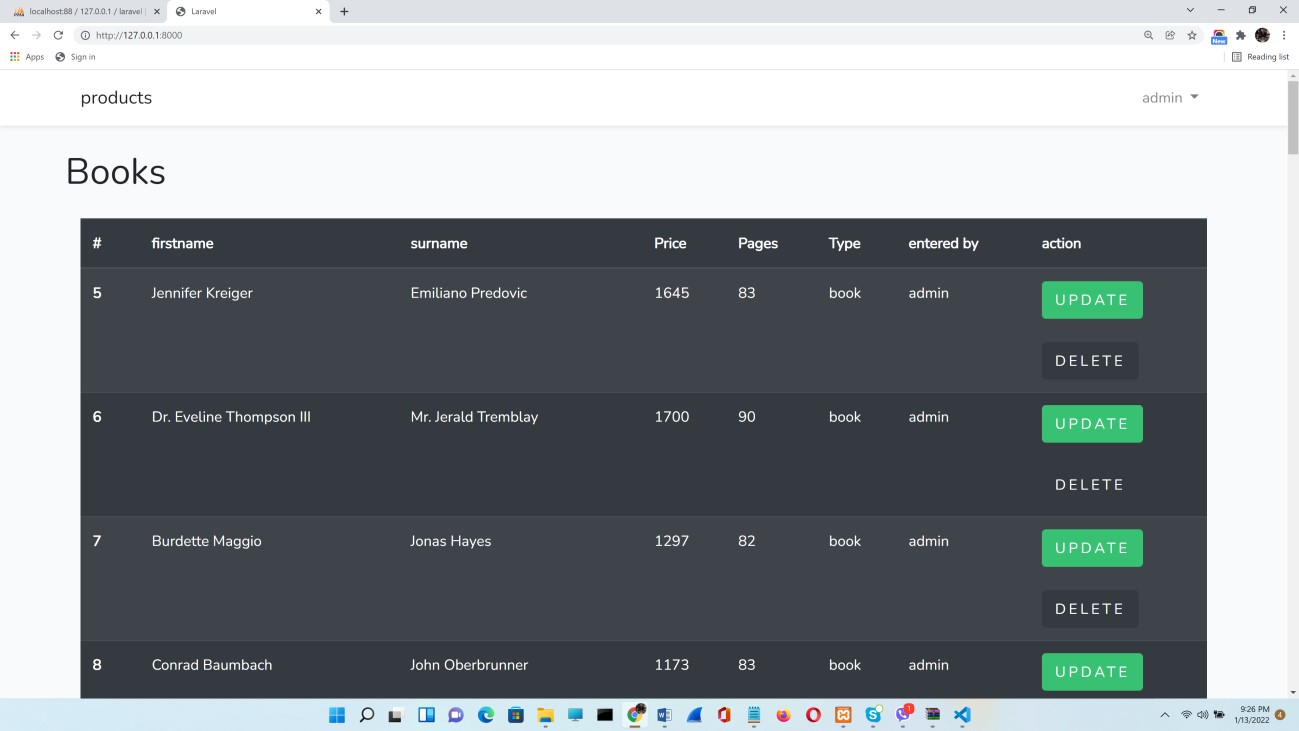 localhost:88 / 127.0.0.1 / laravel |
Laravel
http://127.0.0.1:8000
New
Apps
Sign in
Reading list
products
admin
Books
# firstname surname Price Pages Type entered by action
5 Jennifer Kreiger Emiliano Predovic 1645 83 book admin UPDATE
DELETE
6 Dr. Eveline Thompson III Mr. Jerald Tremblay 1700 90 book admin UPDATE
DELETE
7 Burdette Maggio Jonas Hayes 1297 82 book admin UPDATE
DELETE
8 Conrad Baumbach John Oberbrunner 1173 83 book admin UPDATE
1
9:26 PM
1/13/2022
4